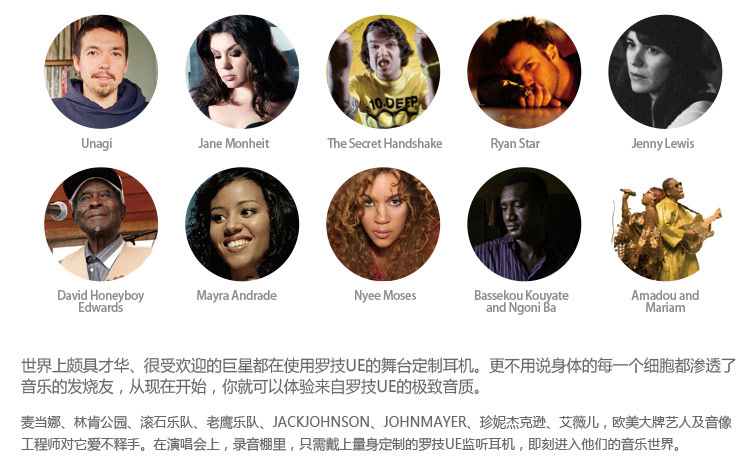 Unagi
Jane Monheit
The Secret Handshake
Ryan Star
Jenny Lewis
10.DEEP
David Honeyboy
Edwards
Mayra Andrade
Nyee Moses
Bassekou Kouyate
and Ngoni Ba
Amadou and
Mariam
世界上颇具才华、很受欢迎的巨星都在使用罗技UE的舞台定制耳机。更不用说身体的每一个细胞都渗透了
音乐的发烧友，从现在开始，你就可以体验来自罗技UE的极致音质。
麦当娜、林肯公园、滚石乐队、老鹰乐队、JACKJOHNSON、JOHNMAYER、珍妮杰克逊、艾薇儿，欧美大牌艺人及音像
工程师对它爱不释手。在演唱会上，录音棚里，只需戴上量身定制的罗技UE监听耳机，即刻进入他们的音乐世界。